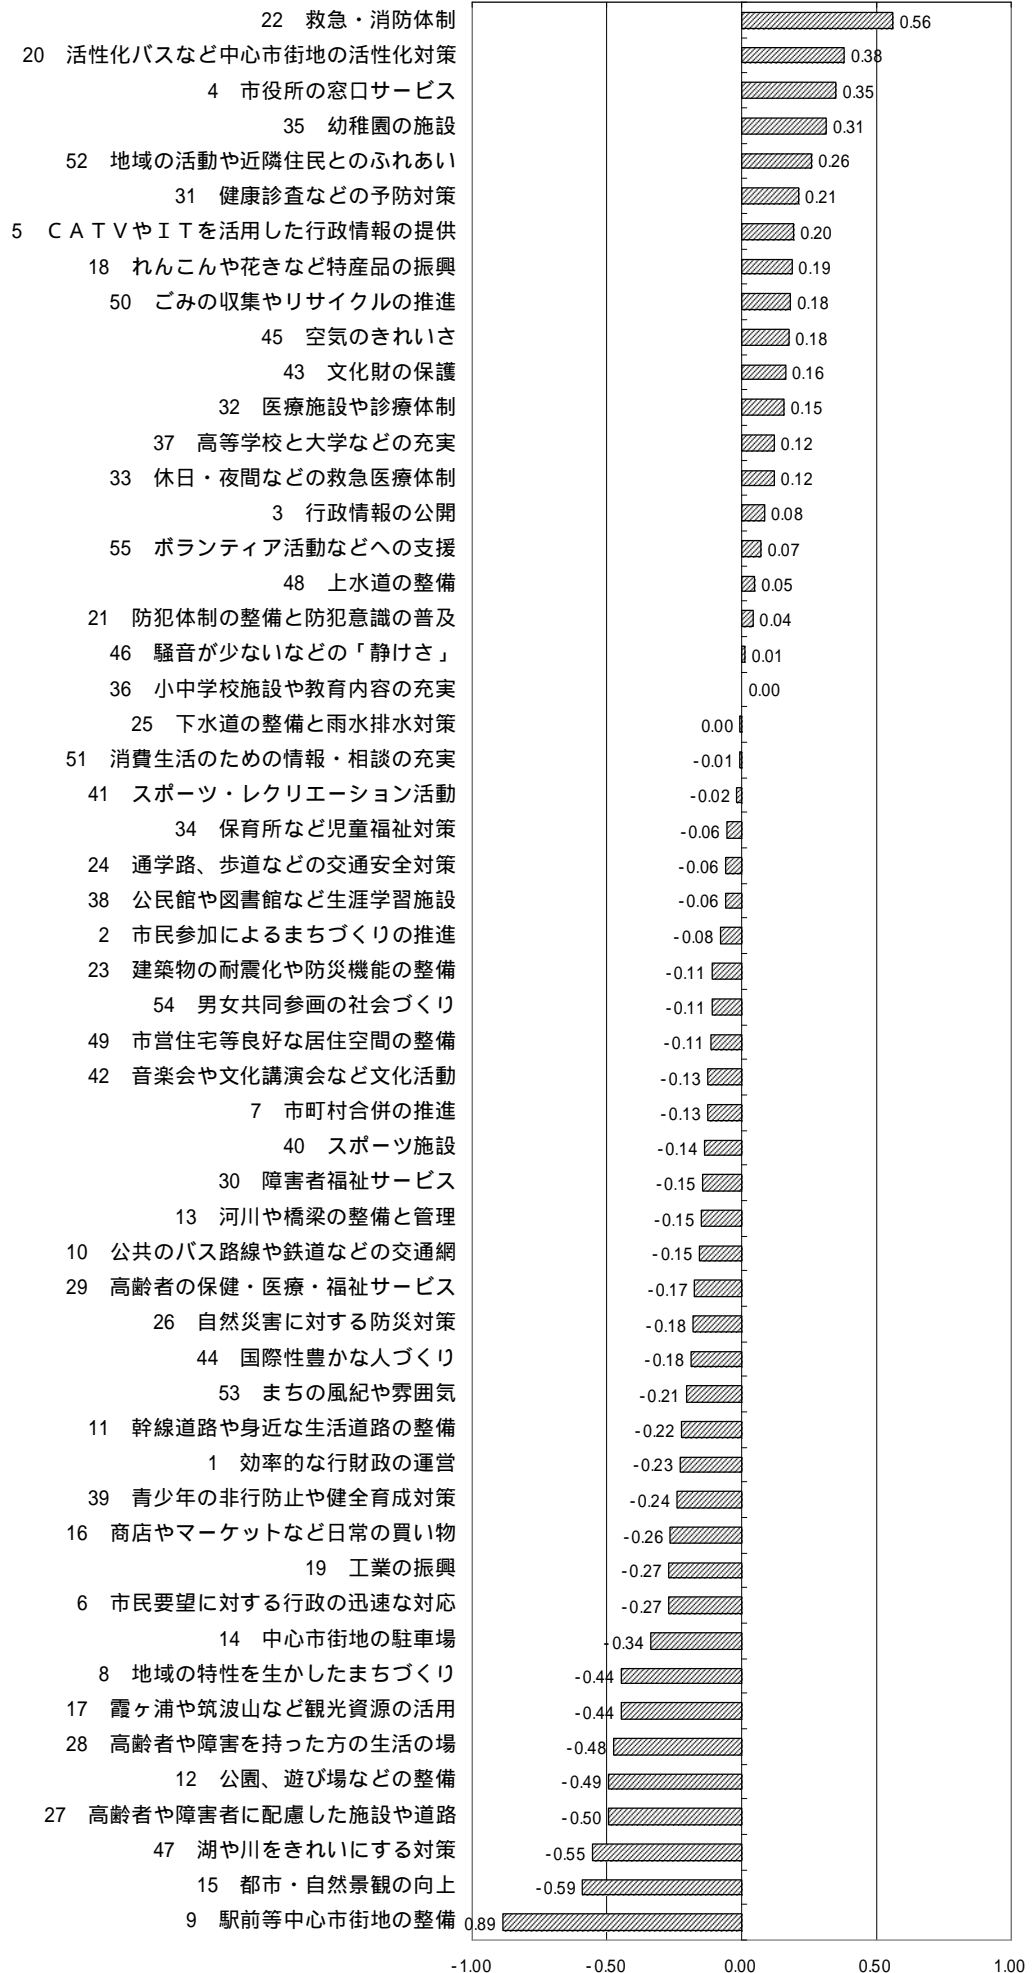 22 救急・消防体制 0.56
20 活性化バスなど中心市街地の活性化対策 0.38
4 市役所の窓口サービス 0.35
35 幼稚園の施設 0.31
52 地域の活動や近隣住民とのふれあい 0.26
31 健康診査などの予防対策 0.21
5 ＣＡＴＶやＩＴを活用した行政情報の提供 0.20
18 れんこんや花きなど特産品の振興 0.19
50 ごみの収集やリサイクルの推進 0.18
45 空気のきれいさ 0.18
43 文化財の保護 0.16
32 医療施設や診療体制 0.15
37 高等学校と大学などの充実 0.12
33 休日・夜間などの救急医療体制 0.12
3 行政情報の公開 0.08
55 ボランティア活動などへの支援 0.07
48 上水道の整備 0.05
21 防犯体制の整備と防犯意識の普及 0.04
46 騒音が少ないなどの「静けさ」 0.01
36 小中学校施設や教育内容の充実 0.00
25 下水道の整備と雨水排水対策 0.00
51 消費生活のための情報・相談の充実 -0.01
41 スポーツ・レクリエーション活動 -0.02
34 保育所など児童福祉対策 -0.06
24 通学路、歩道などの交通安全対策 -0.06
38 公民館や図書館など生涯学習施設 -0.06
2 市民参加によるまちづくりの推進 -0.08
23 建築物の耐震化や防災機能の整備 -0.11
54 男女共同参画の社会づくり -0.11
49 市営住宅等良好な居住空間の整備 -0.11
42 音楽会や文化講演会など文化活動 -0.13
7 市町村合併の推進 -0.13
40 スポーツ施設 -0.14
30 障害者福祉サービス -0.15
13 河川や橋梁の整備と管理 -0.15
10 公共のバス路線や鉄道などの交通網 -0.15
29 高齢者の保健・医療・福祉サービス -0.17
26 自然災害に対する防災対策 -0.18
44 国際性豊かな人づくり -0.18
53 まちの風紀や雰囲気 -0.21
11 幹線道路や身近な生活道路の整備 -0.22
1 効率的な行財政の運営 -0.23
39 青少年の非行防止や健全育成対策 -0.24
16 商店やマーケットなど日常の買い物 -0.26
19 工業の振興 -0.27
6 市民要望に対する行政の迅速な対応 -0.27
14 中心市街地の駐車場 -0.34
8 地域の特性を生かしたまちづくり -0.44
17 霞ヶ浦や筑波山など観光資源の活用 -0.44
28 高齢者や障害を持った方の生活の場 -0.48
12 公園、遊び場などの整備 -0.49
27 高齢者や障害者に配慮した施設や道路 -0.50
47 湖や川をきれいにする対策 -0.55
15 都市・自然景観の向上 -0.59
9 駅前等中心市街地の整備 0.89
-1.00 -0.50 0.00 0.50 1.00